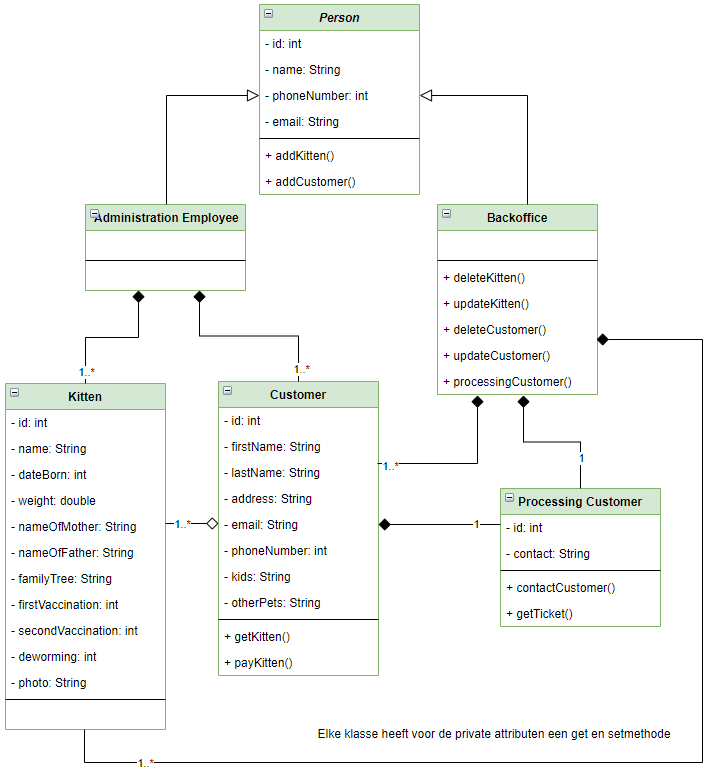 Person
- id: int
- name: String
- phoneNumber: int
- email: String
+ addKitten()
+ addCustomer()
Administration Employee
Backoffice
+ deleteKitten()
+ updateKitten()
+ deleteCustomer()
+ updateCustomer()
+ processingCustomer()
1..*
1..*
Kitten
- id: int
- name: String
- dateBorn: int
- weight: double
- nameOfMother: String
- nameOfFather: String
- familyTree: String
- firstVaccination: int
- secondVaccination: int
- deworming: int
- photo: String
1..*
Customer
- id: int
- firstName: String
- lastName: String
- address: String
- email: String
- phoneNumber: int
- kids: String
- otherPets: String
+ getKitten()
+ payKitten()
1..*
1
1
Processing Customer
- id: int
- contact: String
+ contactCustomer()
+ getTicket()
Elke klasse heeft voor de private attributen een get en setmethode
1..*